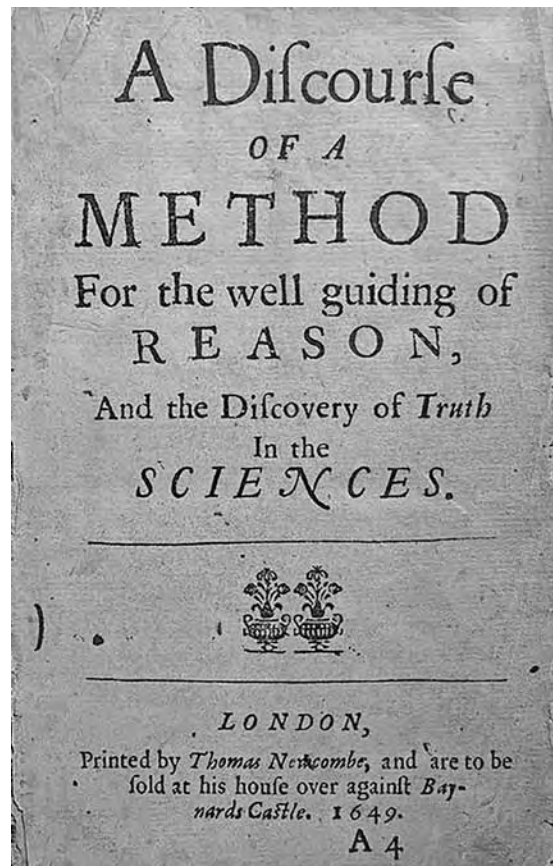 A Diſcourſe
OF A
METHOD
For the well guiding of
REASON,
And the Diſcovery of Truth
In the
SCIENCES.
LONDON,
Printed by Thomas Newcombe, and are to be
ſold at his houſe over againſt Bay-
nards Caſtle. 1649.
A 4